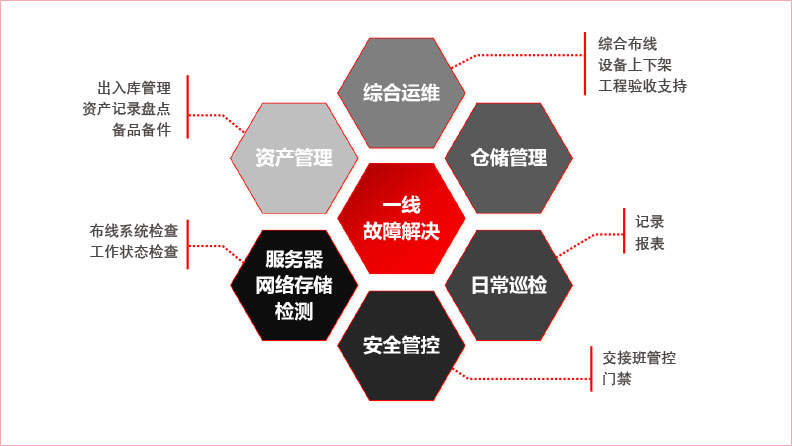 综合布线
设备上下架
工程验收支持
综合运维
出入库管理
资产记录盘点
备品备件
资产管理
仓储管理
一线
故障解决
记录
报表
布线系统检查
工作状态检查
服务器
网络存储
检测
日常巡检
安全管控
交接班管控
门禁